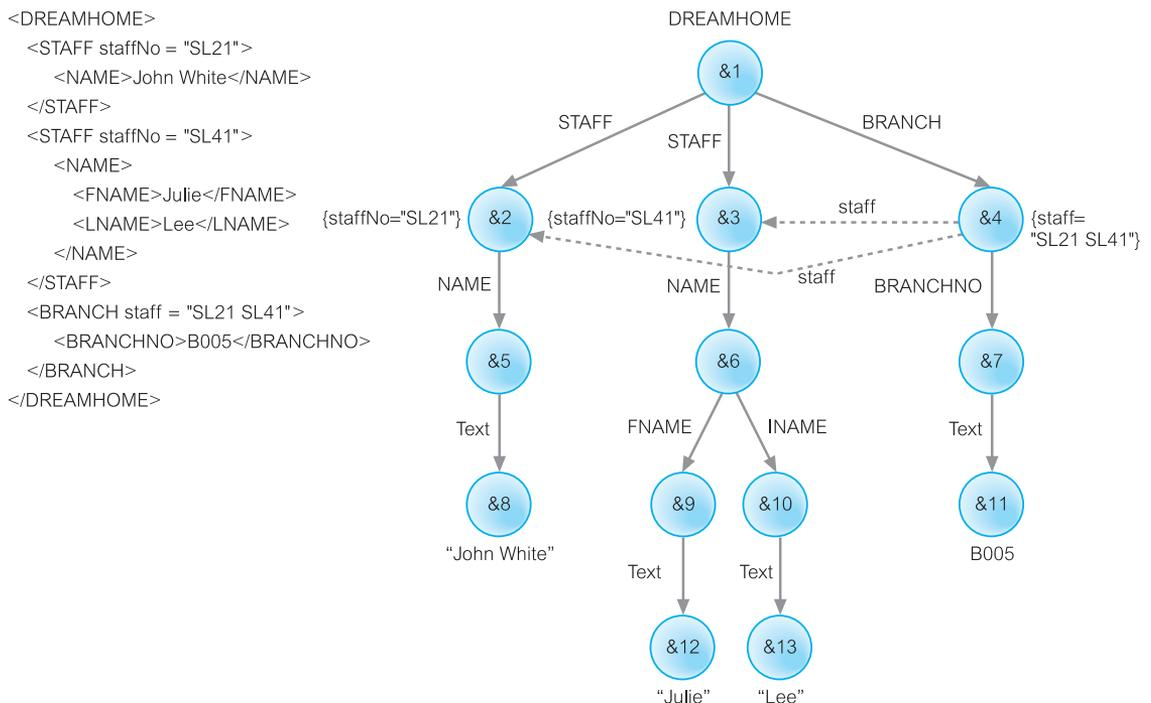 <DREAMHOME>
<STAFF staffNo = "SL21">
<NAME>John White</NAME>
</STAFF>
<STAFF staffNo = "SL41">
<NAME>
<FNAME>Julie</FNAME>
<LNAME>Lee</LNAME>
</NAME>
</STAFF>
<BRANCH staff = "SL21 SL41">
<BRANCHNO>B005</BRANCHNO>
</BRANCH>
</DREAMHOME>
DREAMHOME
&1
STAFF
STAFF
BRANCH
{staffNo="SL21"}
&2
{staffNo="SL41"}
&3
staff
&4
{staff=
"SL21 SL41"}
staff
NAME
NAME
BRANCHNO
&5
&6
&7
Text
FNAME
INAME
Text
&8
&9
&10
&11
“John White”
B005
Text
Text
&12
&13
“Julie”
“Lee”